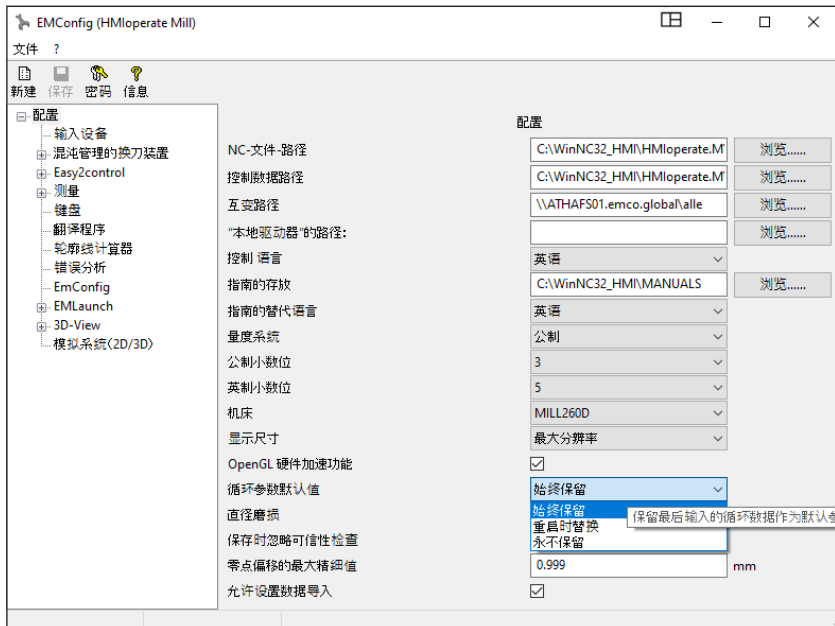 EMConfig (HMIoperate Mill)
文件 ?
新建 保存 密码 信息
配置
输入设备
混沌管理的换刀装置
Easy2control
测量
键盘
翻译程序
轮廓线计算器
错误分析
EmConfig
EMLaunch
3D-View
模拟系统(2D/3D)
配置
NC-文件-路径 C:\WinNC32_HMI\HMIoperate.M 浏览......
控制数据路径 C:\WinNC32_HMI\HMIoperate.M 浏览......
互变路径 \\ATHAFS01.emco.global\alle 浏览......
“本地驱动器”的路径: 浏览......
控制 语言 英语
指南的存放 C:\WinNC32_HMI\MANUALS 浏览......
指南的替代语言 英语
量度系统 公制
公制小数位 3
英制小数位 5
机床 MILL260D
显示尺寸 最大分辨率
OpenGL 硬件加速功能
循环参数默认值 始终保留
始终保留
保留最后输入的循环数据作为默认参
直径磨损 重启时替换
保存时忽略可信性检查 永不保留
零点偏移的最大精细值 0.999 mm
允许设置数据导入